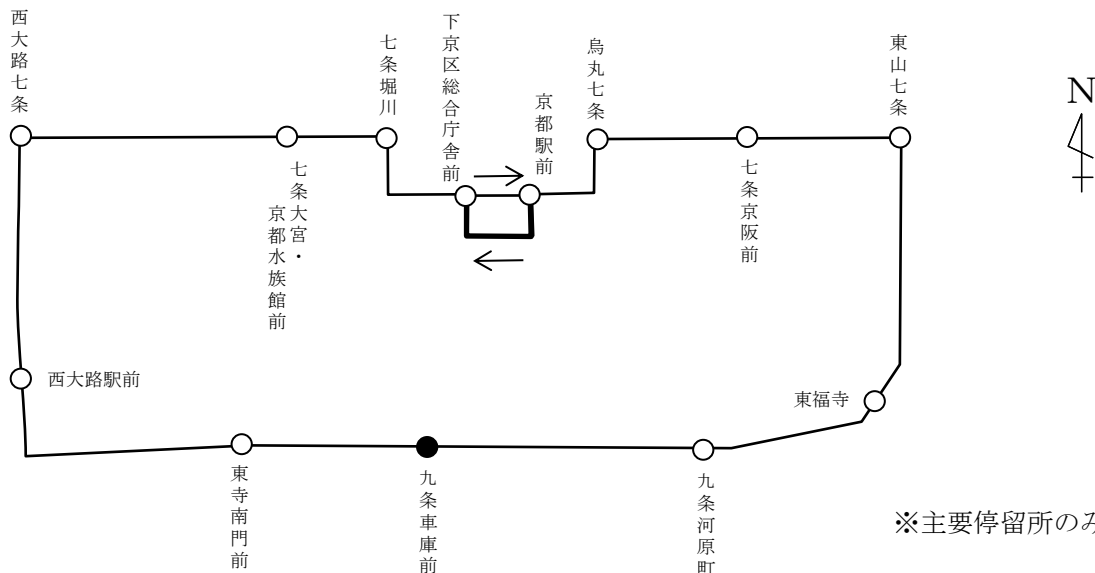 西大路七条
七条堀川
下京区総合庁舎前
京都駅前
烏丸七条
東山七条
N
七条大宮・
京都水族館前
七条京阪前
西大路駅前
東福寺
東寺南門前
九条車庫前
九条河原町
※主要停留所のみ